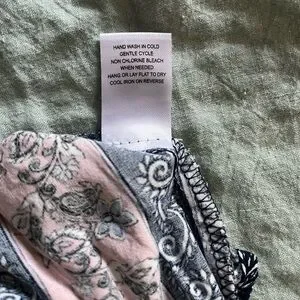 HAND WASH IN COLD
GENTLE CYCLE
NON CHLORINE BLEACH
WHEN NEEDED
HANG OR LAY FLAT TO DRY
COOL IRON ON REVERSE